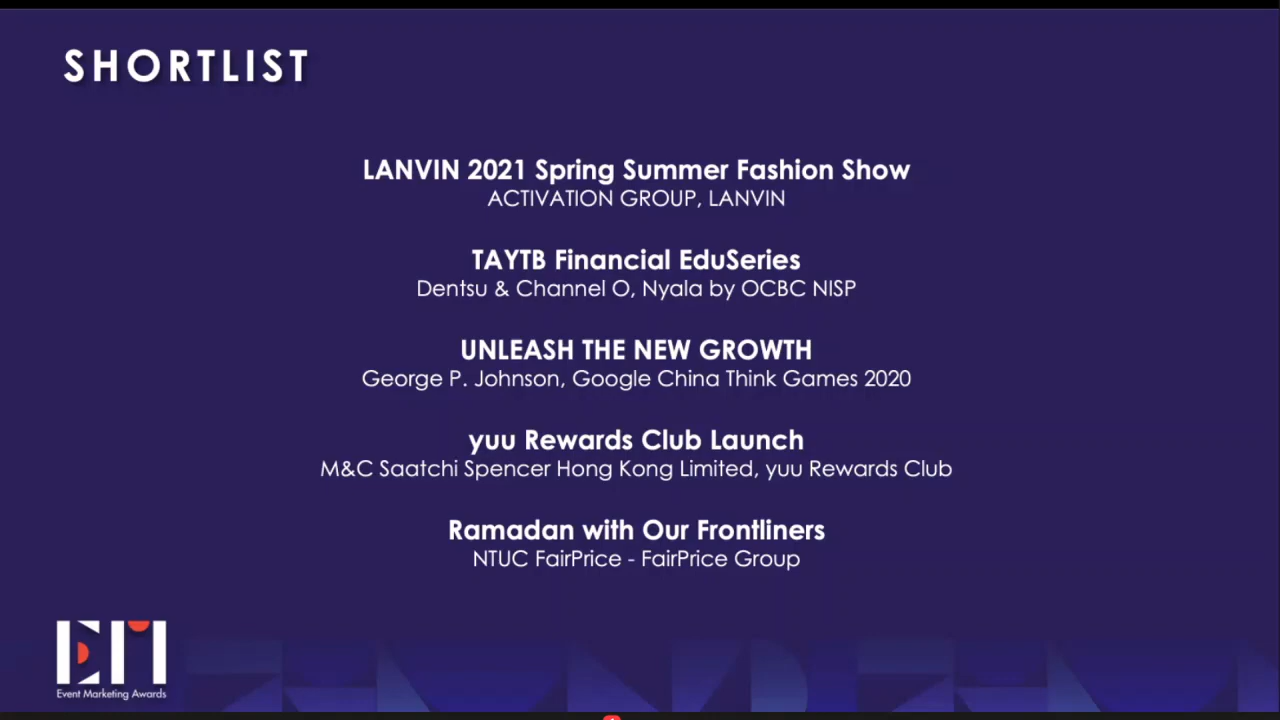 SHORTLIST
LANVIN 2021 Spring Summer Fashion Show
ACTIVATION GROUP, LANVIN
TAYTB Financial EduSeries
Dentsu & Channel O, Nyala by OCBC NISP
UNLEASH THE NEW GROWTH
George P. Johnson, Google China Think Games 2020
yuu Rewards Club Launch
M&C Saatchi Spencer Hong Kong Limited, yuu Rewards Club
Ramadan with Our Frontliners
NTUC FairPrice - FairPrice Group
EM
Event Marketing Awards